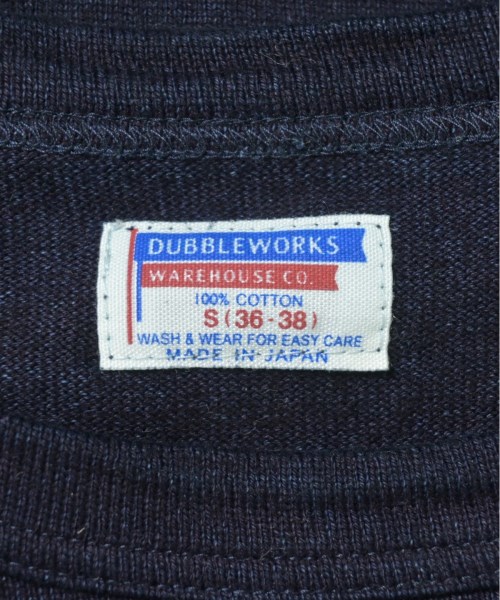 DUBBLEWORKS
WAREHOUSE CO.
100% COTTON
S (36-38)
WASH & WEAR FOR EASY CARE
MADE IN JAPAN